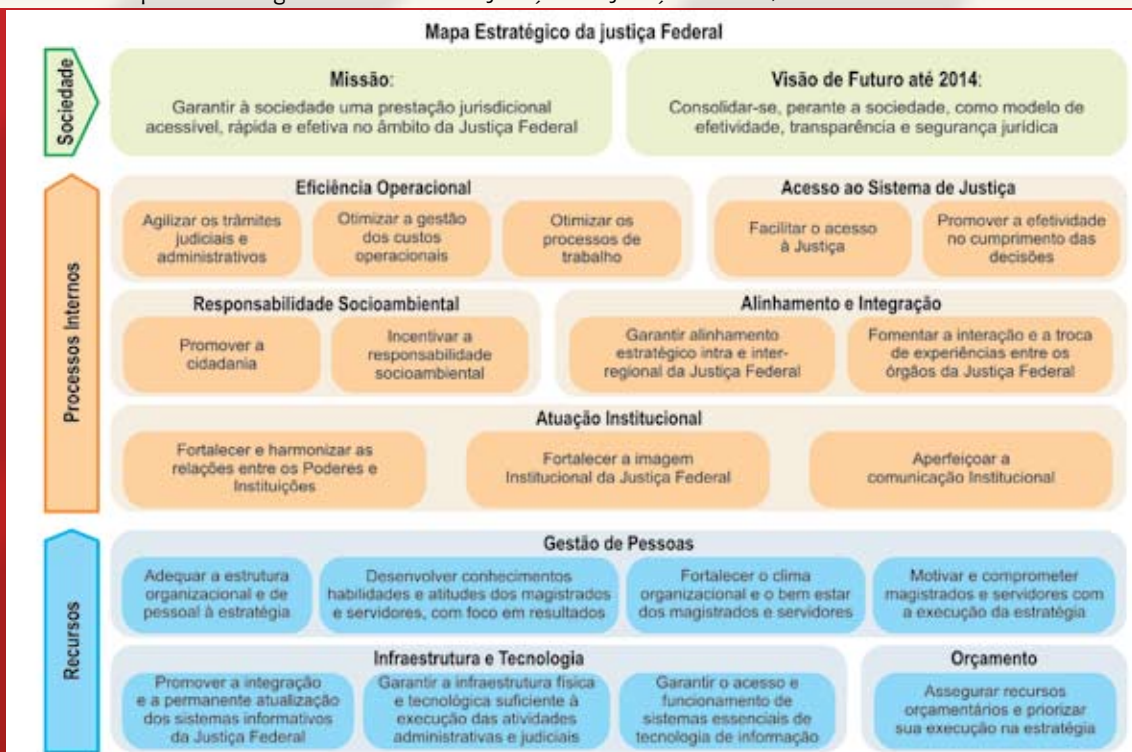 Mapa Estratégico da justiça Federal
Sociedade
Missão:
Garantir à sociedade uma prestação jurisdicional
acessível, rápida e efetiva no âmbito da Justiça Federal
Visão de Futuro até 2014:
Consolidar-se, perante a sociedade, como modelo de
efetividade, transparência e segurança jurídica
Processos Internos
Eficiência Operacional
Agilizar os trâmites
judiciais e
administrativos
Otimizar a gestão
dos custos
operacionais
Otimizar os
processos de
trabalho
Acesso ao Sistema de Justiça
Facilitar o acesso
à Justiça
Promover a efetividade
no cumprimento das
decisões
Responsabilidade Socioambiental
Promover a
cidadania
Incentivar a
responsabilidade
socioambiental
Alinhamento e Integração
Garantir alinhamento
estratégico intra e inter-
regional da Justiça Federal
Fomentar a interação e a troca
de experiências entre os
órgãos da Justiça Federal
Atuação Institucional
Fortalecer e harmonizar as
relações entre os Poderes e
Instituições
Fortalecer a imagem
Institucional da Justiça Federal
Aperfeiçoar a
comunicação Institucional
Recursos
Gestão de Pessoas
Adequar a estrutura
organizacional e de
pessoal à estratégia
Desenvolver conhecimentos
habilidades e atitudes dos magistrados
e servidores, com foco em resultados
Fortalecer o clima
organizacional e o bem estar
dos magistrados e servidores
Motivar e comprometer
magistrados e servidores com
a execução da estratégia
Infraestrutura e Tecnologia
Promover a integração
e a permanente atualização
dos sistemas informativos
da Justiça Federal
Garantir a infraestrutura física
e tecnológica suficiente à
execução das atividades
administrativas e judiciais
Garantir o acesso e
funcionamento de
sistemas essenciais de
tecnologia de informação
Orçamento
Assegurar recursos
orçamentários e priorizar
sua execução na estratégia